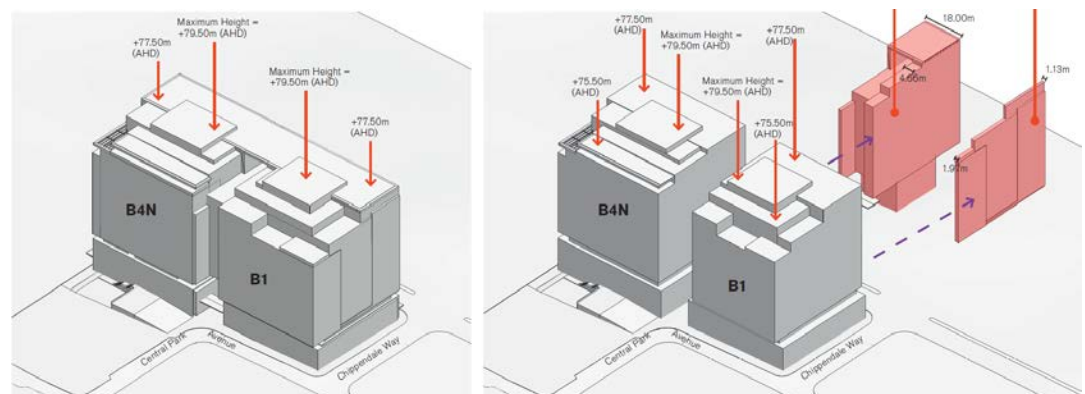 Maximum Height =
+79.50m (AHD)
+77.50m
(AHD)
Maximum Height =
+79.50m (AHD)
+77.50m
(AHD)
B4N
B1
Central Park
Avenue
Chippendale Way
+77.50m
(AHD)
Maximum Height =
+79.50m (AHD)
+77.50m
(AHD)
+75.50m
(AHD)
Maximum Height =
+79.50m (AHD)
+75.50m
(AHD)
18.00m
4.66m
1.13m
1.97m
B4N
B1
Central Park
Avenue
Chippendale Way